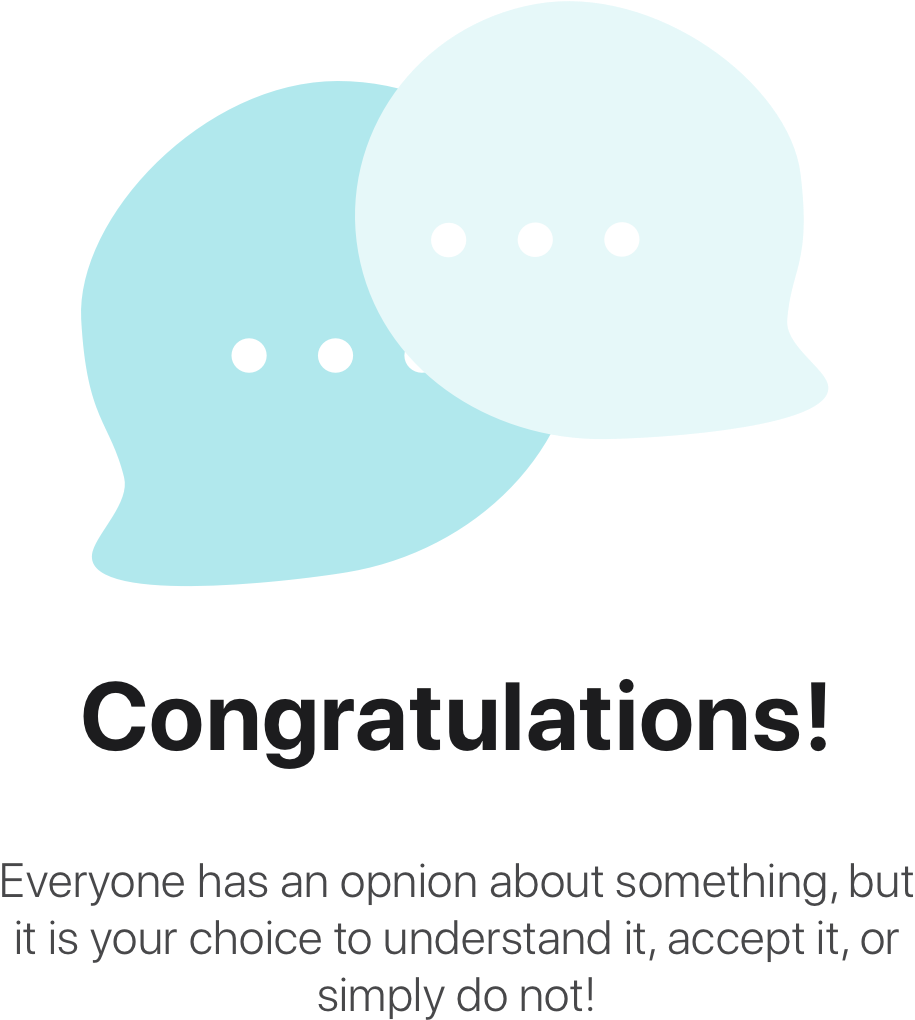 Congratulations!
Everyone has an opnion about something, but
it is your choice to understand it, accept it, or
simply do not!